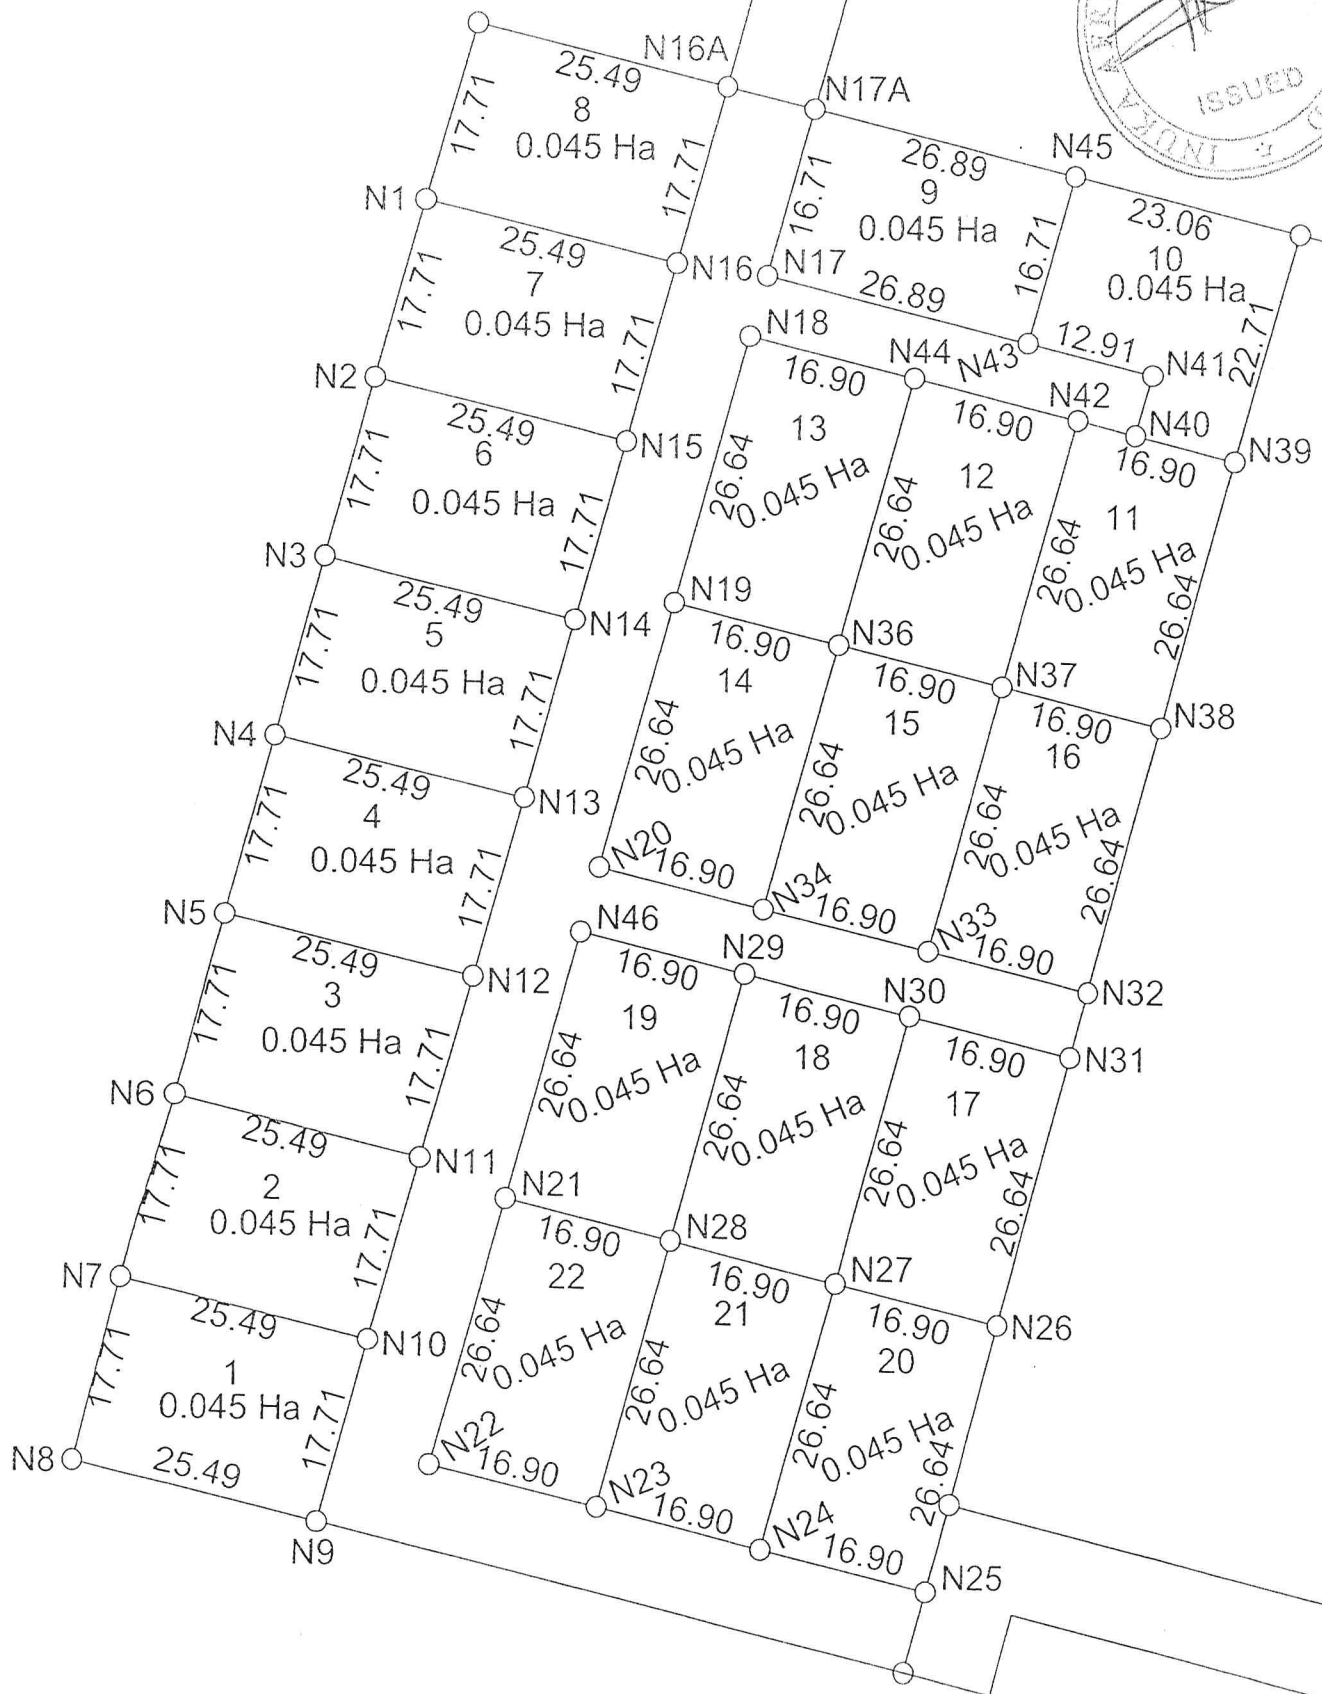 N16A
25.49
8
0.045 Ha
17.71
17.71
N17A
N45
26.89
9
0.045 Ha
16.71
16.71
23.06
10
0.045 Ha
22.71
ISSUED
INUKA
N1
25.49
7
0.045 Ha
17.71
17.71
N16
N17
26.89
N43
12.91
N41
N2
25.49
6
0.045 Ha
17.71
17.71
N15
N18
16.90
13
0.045 Ha
26.64
N44
16.90
12
0.045 Ha
26.64
N42
N40
16.90
11
0.045 Ha
26.64
26.64
N39
N3
25.49
5
0.045 Ha
17.71
17.71
N14
N19
16.90
14
0.045 Ha
26.64
N36
16.90
15
0.045 Ha
26.64
N37
16.90
16
0.045 Ha
26.64
26.64
N38
N4
25.49
4
0.045 Ha
17.71
17.71
N13
N20
16.90
N34
16.90
N33
16.90
N32
N5
25.49
3
0.045 Ha
17.71
17.71
N12
N46
16.90
19
0.045 Ha
26.64
N29
16.90
18
0.045 Ha
26.64
N30
16.90
17
0.045 Ha
26.64
26.64
N31
N6
25.49
2
0.045 Ha
17.71
17.71
N11
N21
16.90
22
0.045 Ha
26.64
N28
16.90
21
0.045 Ha
26.64
N27
16.90
20
0.045 Ha
26.64
26.64
N26
N7
25.49
1
0.045 Ha
17.71
17.71
N10
N8
25.49
N9
N22
16.90
N23
16.90
N24
16.90
N25